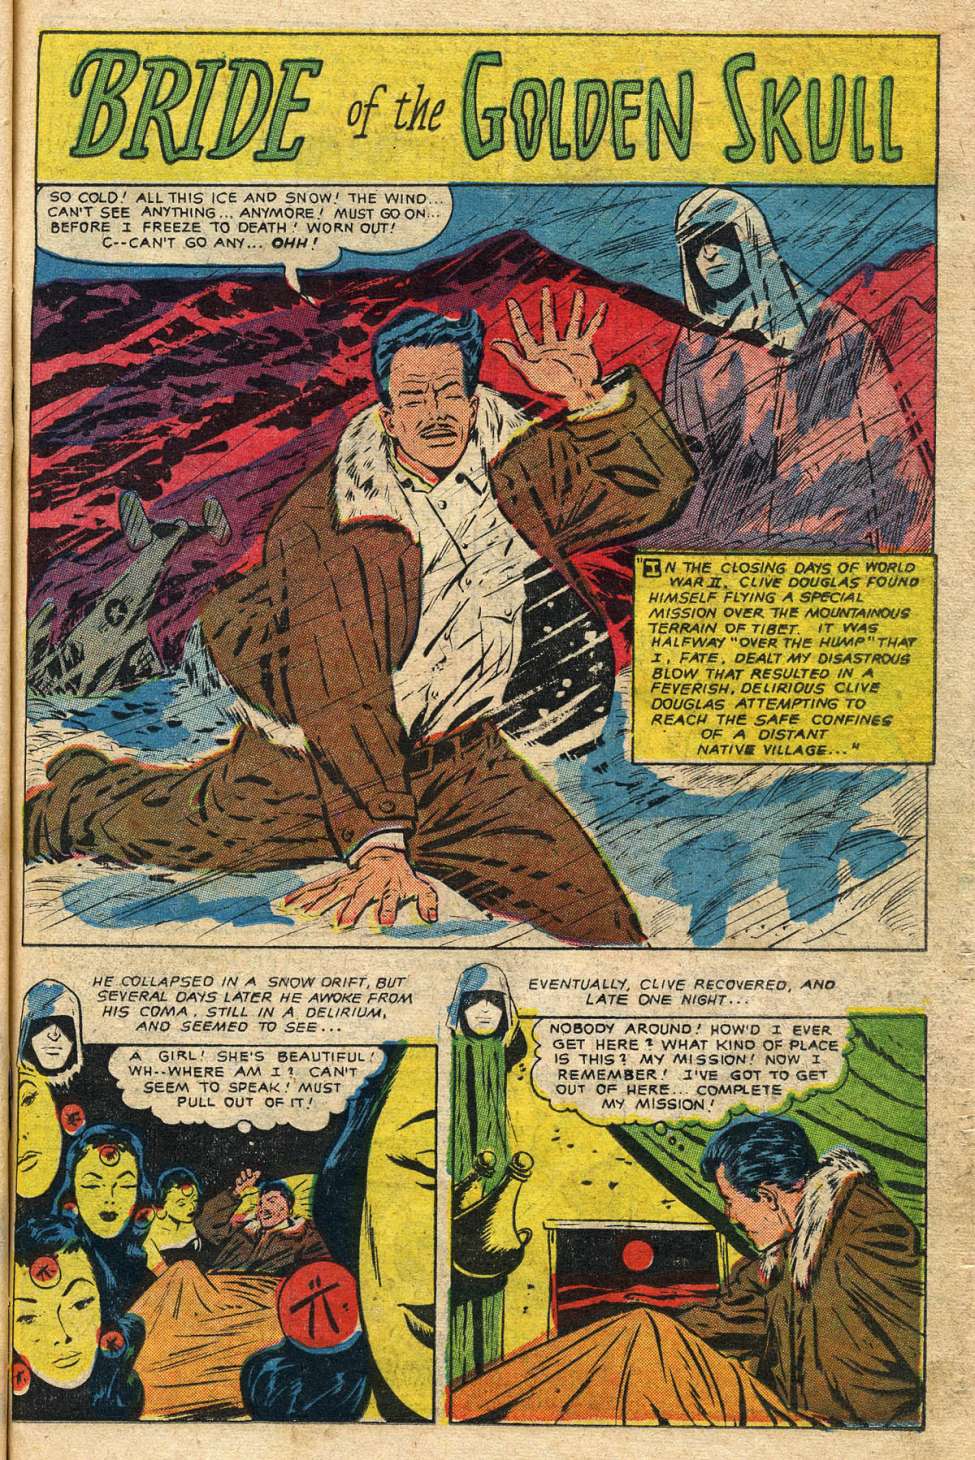 BRIDE of the GOLDEN SKULL
SO COLD! ALL THIS ICE AND SNOW! THE WIND...
CAN'T SEE ANYTHING... ANYMORE! MUST GO ON...
BEFORE I FREEZE TO DEATH! WORN OUT!
C--CAN'T GO ANY... OHH!
"IN THE CLOSING DAYS OF WORLD
WAR II, CLIVE DOUGLAS FOUND
HIMSELF FLYING A SPECIAL
MISSION OVER THE MOUNTAINOUS
TERRAIN OF TIBET. IT WAS
HALFWAY "OVER THE HUMP" THAT
I, FATE, DEALT MY DISASTROUS
BLOW THAT RESULTED IN A
FEVERISH, DELIRIOUS CLIVE
DOUGLAS ATTEMPTING TO
REACH THE SAFE CONFINES
OF A DISTANT
NATIVE VILLAGE..."
HE COLLAPSED IN A SNOW DRIFT, BUT
SEVERAL DAYS LATER HE AWOKE FROM
HIS COMA, STILL IN A DELIRIUM,
AND SEEMED TO SEE...
A GIRL! SHE'S BEAUTIFUL!
WH--WHERE AM I? CAN'T
SEEM TO SPEAK! MUST
PULL OUT OF IT!
EVENTUALLY, CLIVE RECOVERED, AND
LATE ONE NIGHT...
NOBODY AROUND! HOW'D I EVER
GET HERE? WHAT KIND OF PLACE
IS THIS? MY MISSION! NOW I
REMEMBER! I'VE GOT TO GET
OUT OF HERE... COMPLETE
MY MISSION!